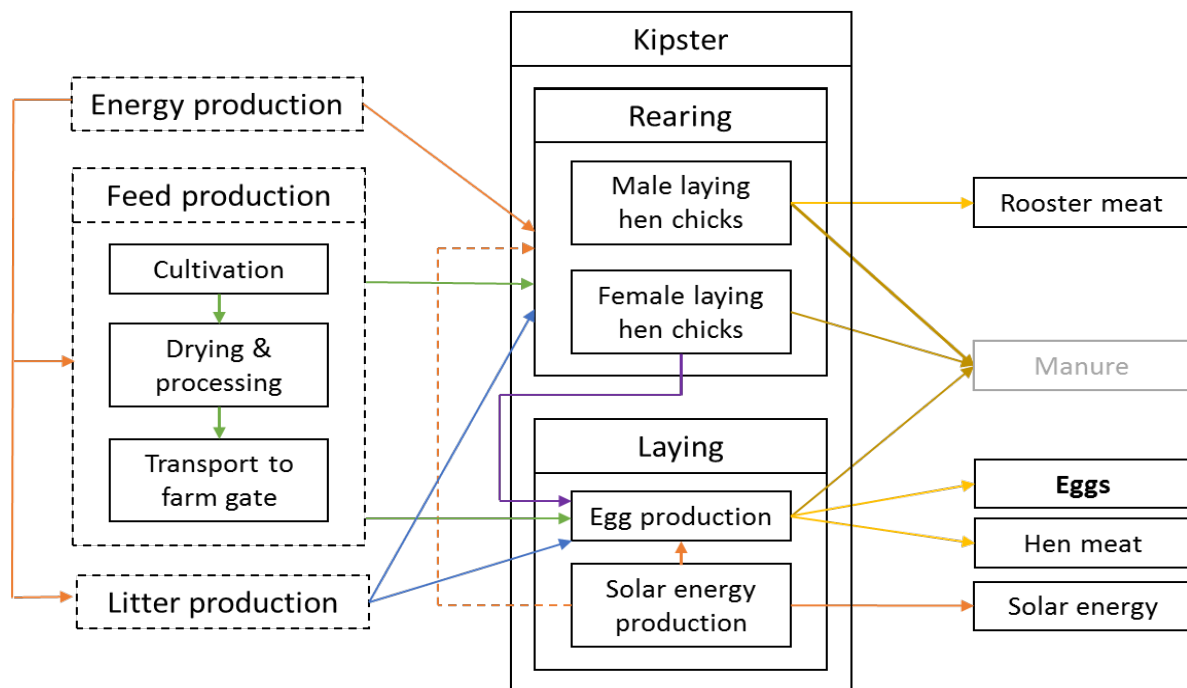 Energy production
Feed production
Cultivation
Drying &
processing
Transport to
farm gate
Litter production
Kipster
Rearing
Male laying
hen chicks
Female laying
hen chicks
Laying
Egg production
Solar energy
production
Rooster meat
Manure
Eggs
Hen meat
Solar energy